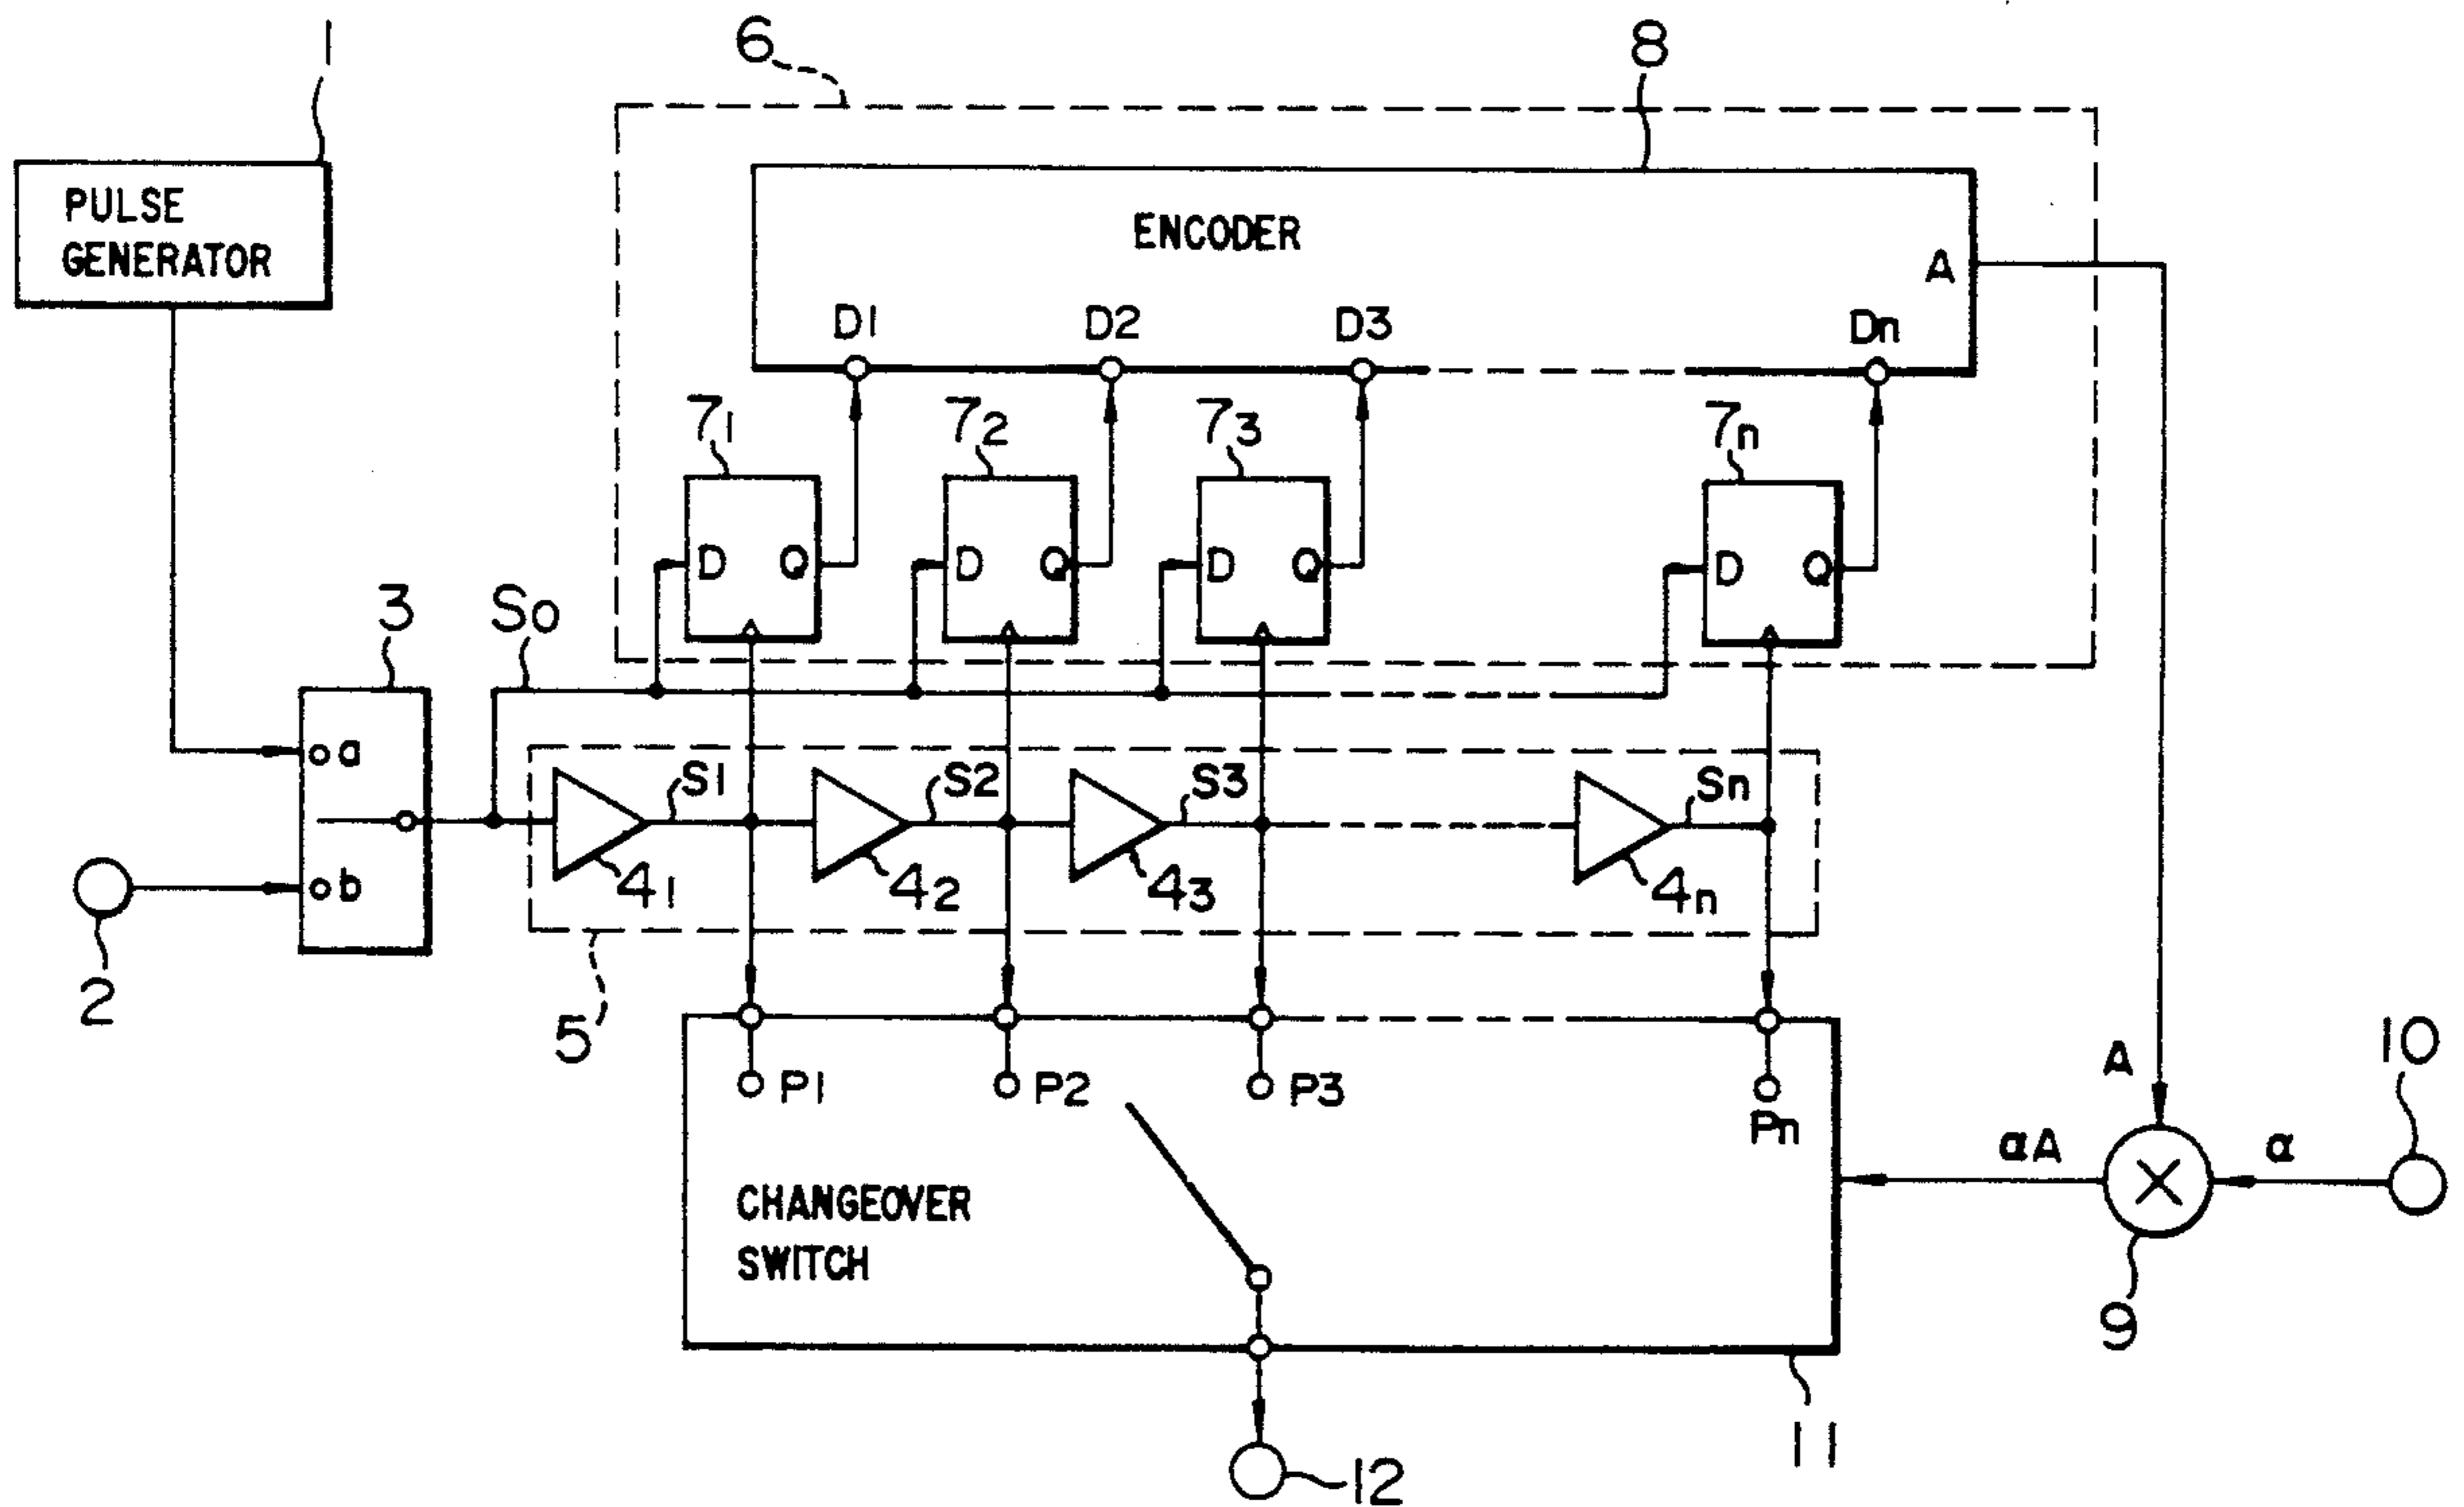 1
6
8
PULSE
GENERATOR
ENCODER
A
D1 D2 D3 Dn
71 72 73 7n
D Q D Q D Q D Q
3 So
a
S1 S2 S3 Sn
b
41 42 43 4n
2
5
P1 P2 P3 Pn
A
10
αA α
CHANGEOVER
SWITCH
9
11
12